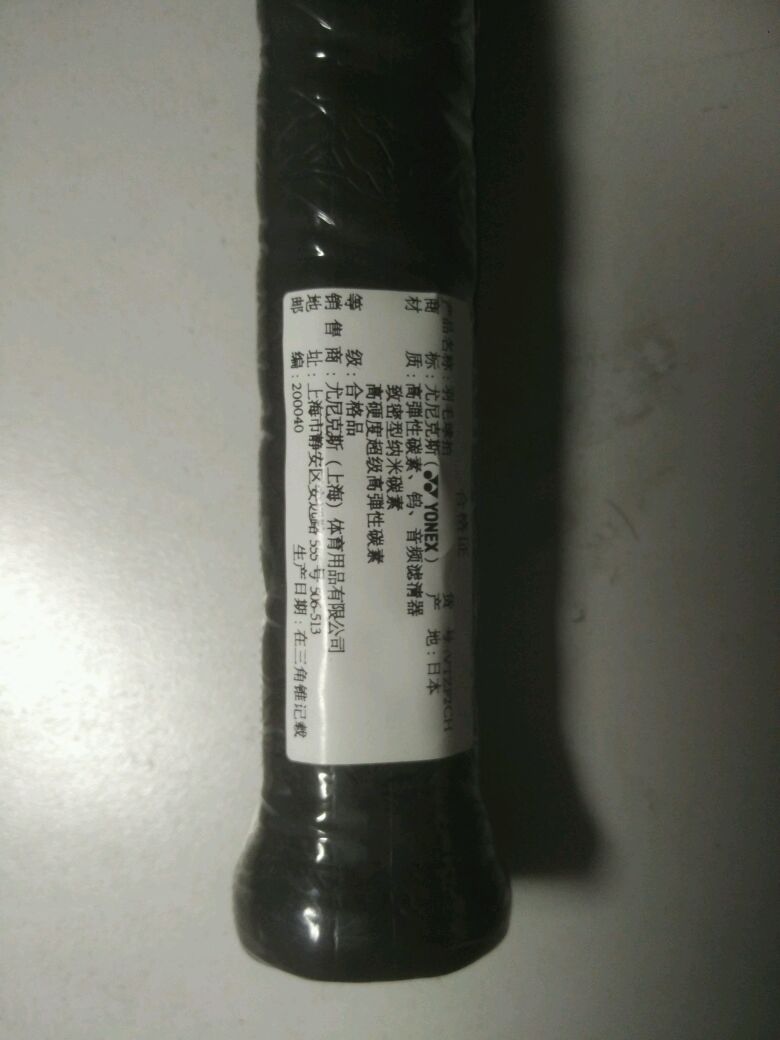 合格证
产品名称：羽毛球拍 货 号：VTZF2CH
商 标：尤尼克斯（YONEX） 产 地：日本
材 质：高弹性碳素、钨、音频滤清器
致密型纳米碳素
高硬度超级高弹性碳素
等 级：合格品
销 售 商：尤尼克斯（上海）体育用品有限公司
地 址：上海市静安区安远路 555 号 506-513
邮 编：200040 生产日期：在三角锥记载